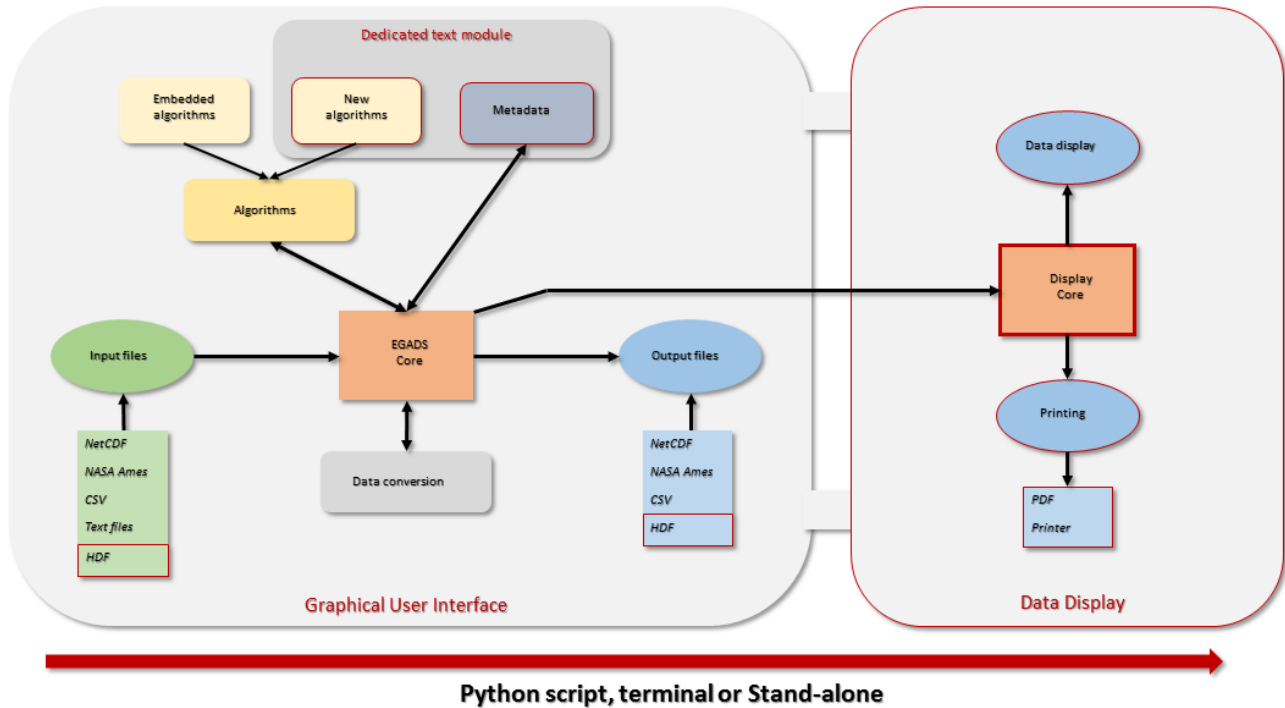 Dedicated text module
Embedded
algorithms
New
algorithms
Metadata
Algorithms
Input files
EGADS
Core
Output files
NetCDF
NASA Ames
CSV
Text files
HDF
Data conversion
NetCDF
NASA Ames
CSV
HDF
Graphical User Interface
Data display
Display
Core
Printing
PDF
Printer
Data Display
Python script, terminal or Stand-alone